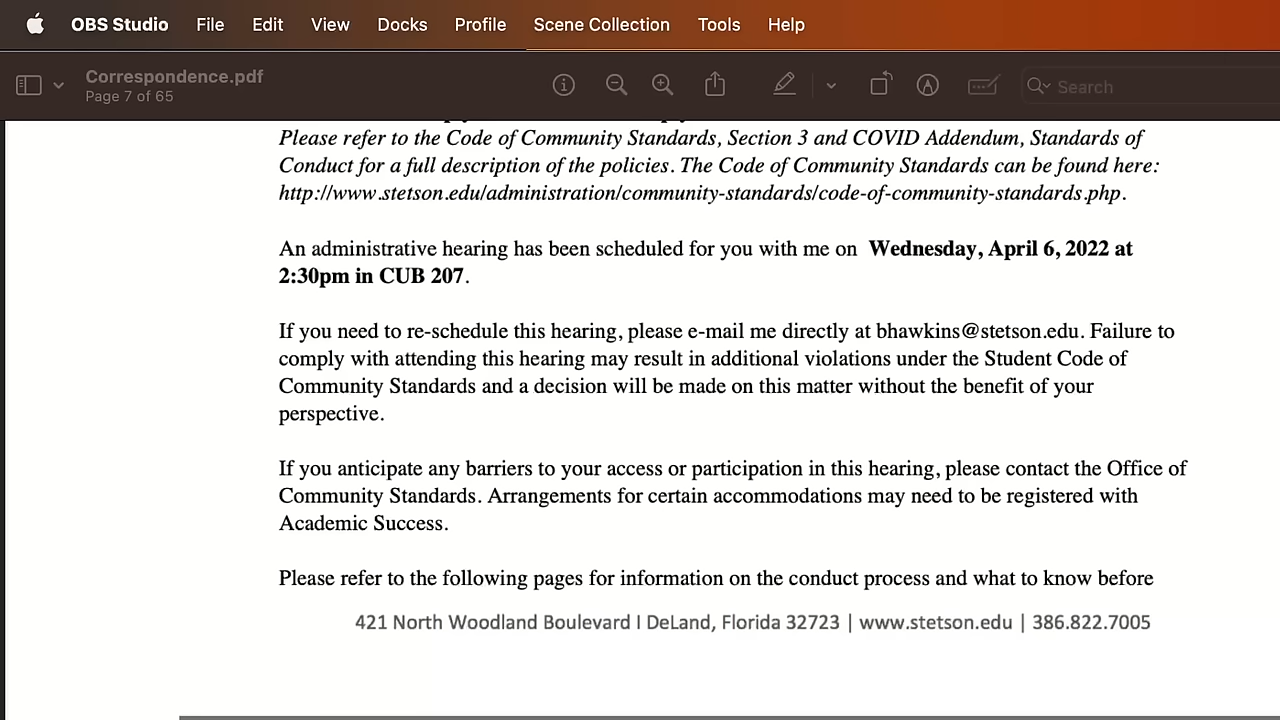 OBS Studio File Edit View Docks Profile Scene Collection Tools Help
Correspondence.pdf
Page 7 of 65
Search
Please refer to the Code of Community Standards, Section 3 and COVID Addendum, Standards of
Conduct for a full description of the policies. The Code of Community Standards can be found here:
http://www.stetson.edu/administration/community-standards/code-of-community-standards.php.
An administrative hearing has been scheduled for you with me on Wednesday, April 6, 2022 at
2:30pm in CUB 207.
If you need to re-schedule this hearing, please e-mail me directly at bhawkins@stetson.edu. Failure to
comply with attending this hearing may result in additional violations under the Student Code of
Community Standards and a decision will be made on this matter without the benefit of your
perspective.
If you anticipate any barriers to your access or participation in this hearing, please contact the Office of
Community Standards. Arrangements for certain accommodations may need to be registered with
Academic Success.
Please refer to the following pages for information on the conduct process and what to know before
421 North Woodland Boulevard I DeLand, Florida 32723 | www.stetson.edu | 386.822.7005